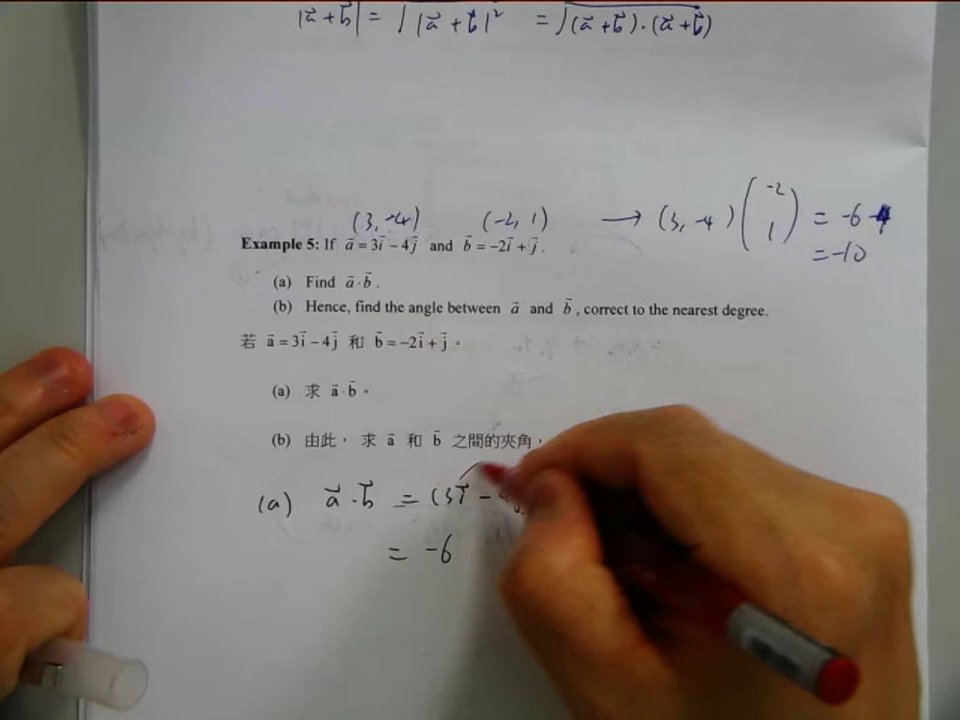 |a⃗ + b⃗| = √|a⃗ + b⃗|² = √(a⃗ + b⃗)·(a⃗ + b⃗)
(3, -4) (-2, 1) → (3, -4) (-2 1) = -6 -4
= -10
Example 5: If a⃗ = 3i⃗ − 4j⃗ and b⃗ = −2i⃗ + j⃗.
(a) Find a⃗·b⃗.
(b) Hence, find the angle between a⃗ and b⃗, correct to the nearest degree.
若 a⃗ = 3i⃗ − 4j⃗ 和 b⃗ = −2i⃗ + j⃗。
(a) 求 a⃗·b⃗。
(b) 由此，求 a⃗ 和 b⃗ 之間的夾角，
(a) a⃗·b⃗ = (3i⃗ −
= -6